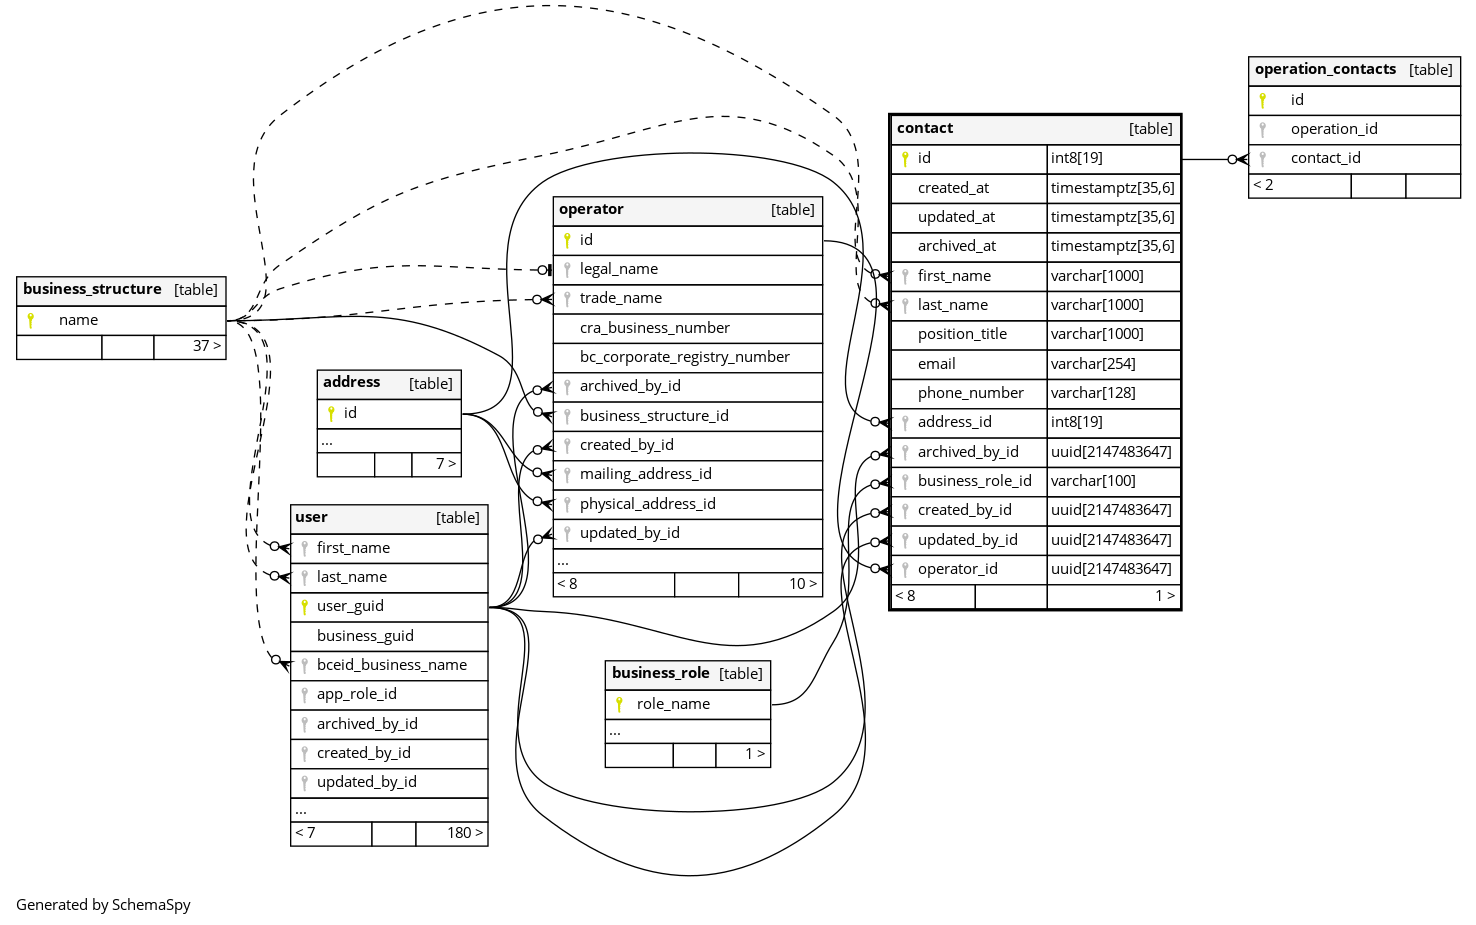 operation_contacts [table]
id
operation_id
contact_id
< 2
contact [table]
id int8[19]
created_at timestamptz[35,6]
updated_at timestamptz[35,6]
archived_at timestamptz[35,6]
first_name varchar[1000]
last_name varchar[1000]
position_title varchar[1000]
email varchar[254]
phone_number varchar[128]
address_id int8[19]
archived_by_id uuid[2147483647]
business_role_id varchar[100]
created_by_id uuid[2147483647]
updated_by_id uuid[2147483647]
operator_id uuid[2147483647]
< 8 1 >
operator [table]
id
legal_name
trade_name
cra_business_number
bc_corporate_registry_number
archived_by_id
business_structure_id
created_by_id
mailing_address_id
physical_address_id
updated_by_id
...
< 8 10 >
business_structure [table]
name
37 >
address [table]
id
...
7 >
user [table]
first_name
last_name
user_guid
business_guid
bceid_business_name
app_role_id
archived_by_id
created_by_id
updated_by_id
...
< 7 180 >
business_role [table]
role_name
...
1 >
Generated by SchemaSpy